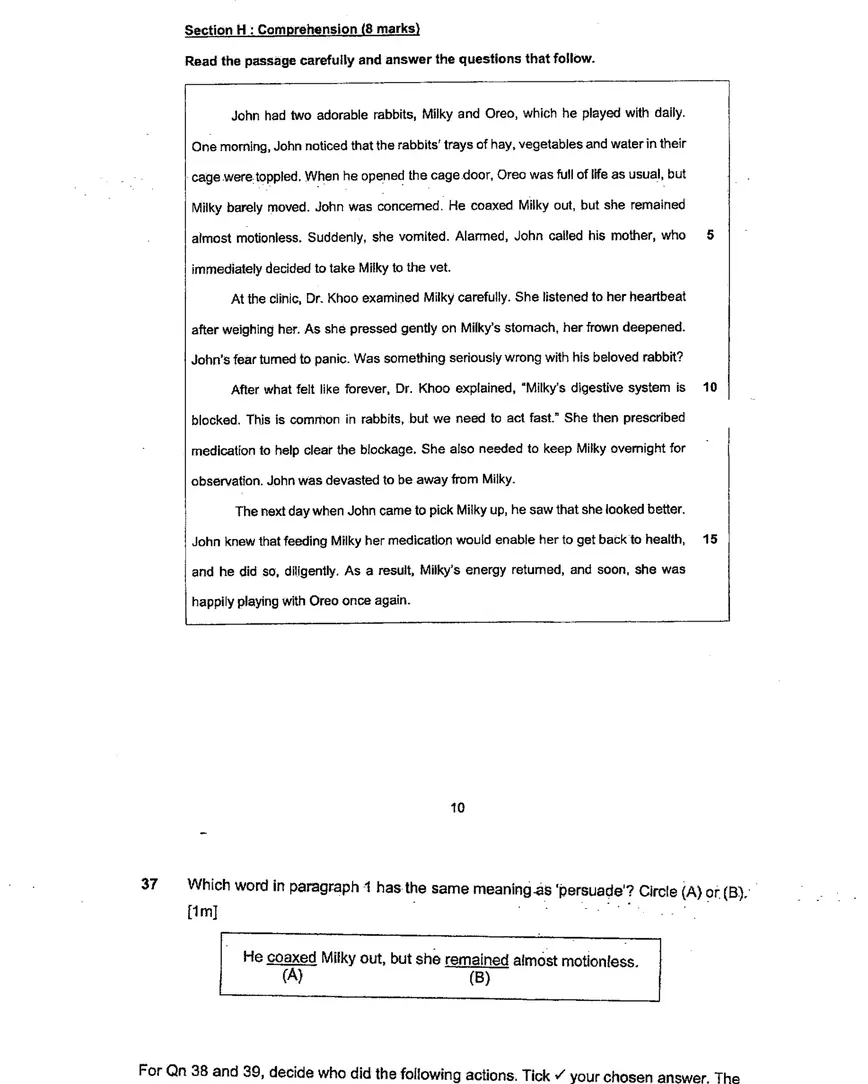 Section H : Comprehension (8 marks)
Read the passage carefully and answer the questions that follow.
John had two adorable rabbits, Milky and Oreo, which he played with daily.
One morning, John noticed that the rabbits' trays of hay, vegetables and water in their
cage were toppled. When he opened the cage door, Oreo was full of life as usual, but
Milky barely moved. John was concerned. He coaxed Milky out, but she remained
almost motionless. Suddenly, she vomited. Alarmed, John called his mother, who 5
immediately decided to take Milky to the vet.
At the clinic, Dr. Khoo examined Milky carefully. She listened to her heartbeat
after weighing her. As she pressed gently on Milky's stomach, her frown deepened.
John's fear turned to panic. Was something seriously wrong with his beloved rabbit?
After what felt like forever, Dr. Khoo explained, "Milky's digestive system is 10
blocked. This is common in rabbits, but we need to act fast." She then prescribed
medication to help clear the blockage. She also needed to keep Milky overnight for
observation. John was devasted to be away from Milky.
The next day when John came to pick Milky up, he saw that she looked better.
John knew that feeding Milky her medication would enable her to get back to health, 15
and he did so, diligently. As a result, Milky's energy returned, and soon, she was
happily playing with Oreo once again.
10
37 Which word in paragraph 1 has the same meaning as 'persuade'? Circle (A) or (B).
[1m]
He coaxed Milky out, but she remained almost motionless.
(A) (B)
For Qn 38 and 39, decide who did the following actions. Tick ✓ your chosen answer. The